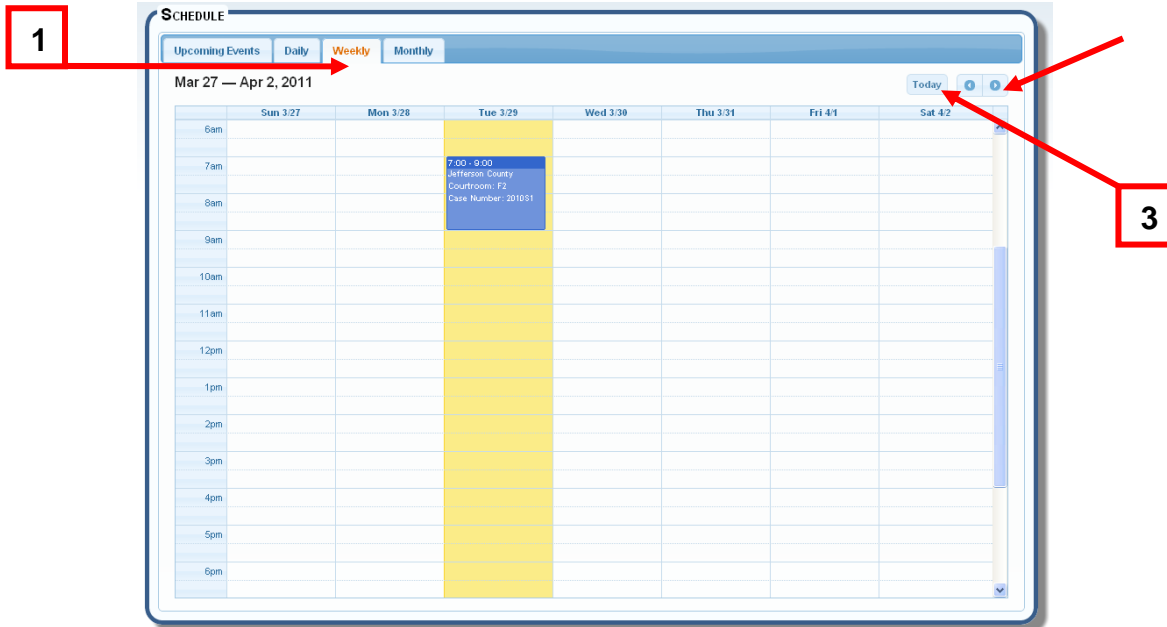 SCHEDULE
1
Upcoming Events Daily Weekly Monthly
Mar 27 — Apr 2, 2011
Today
Sun 3/27 Mon 3/28 Tue 3/29 Wed 3/30 Thu 3/31 Fri 4/1 Sat 4/2
6am
7am
7:00 - 9:00
Jefferson County
Courtroom: F2
Case Number: 2010S1
8am
3
9am
10am
11am
12pm
1pm
2pm
3pm
4pm
5pm
6pm